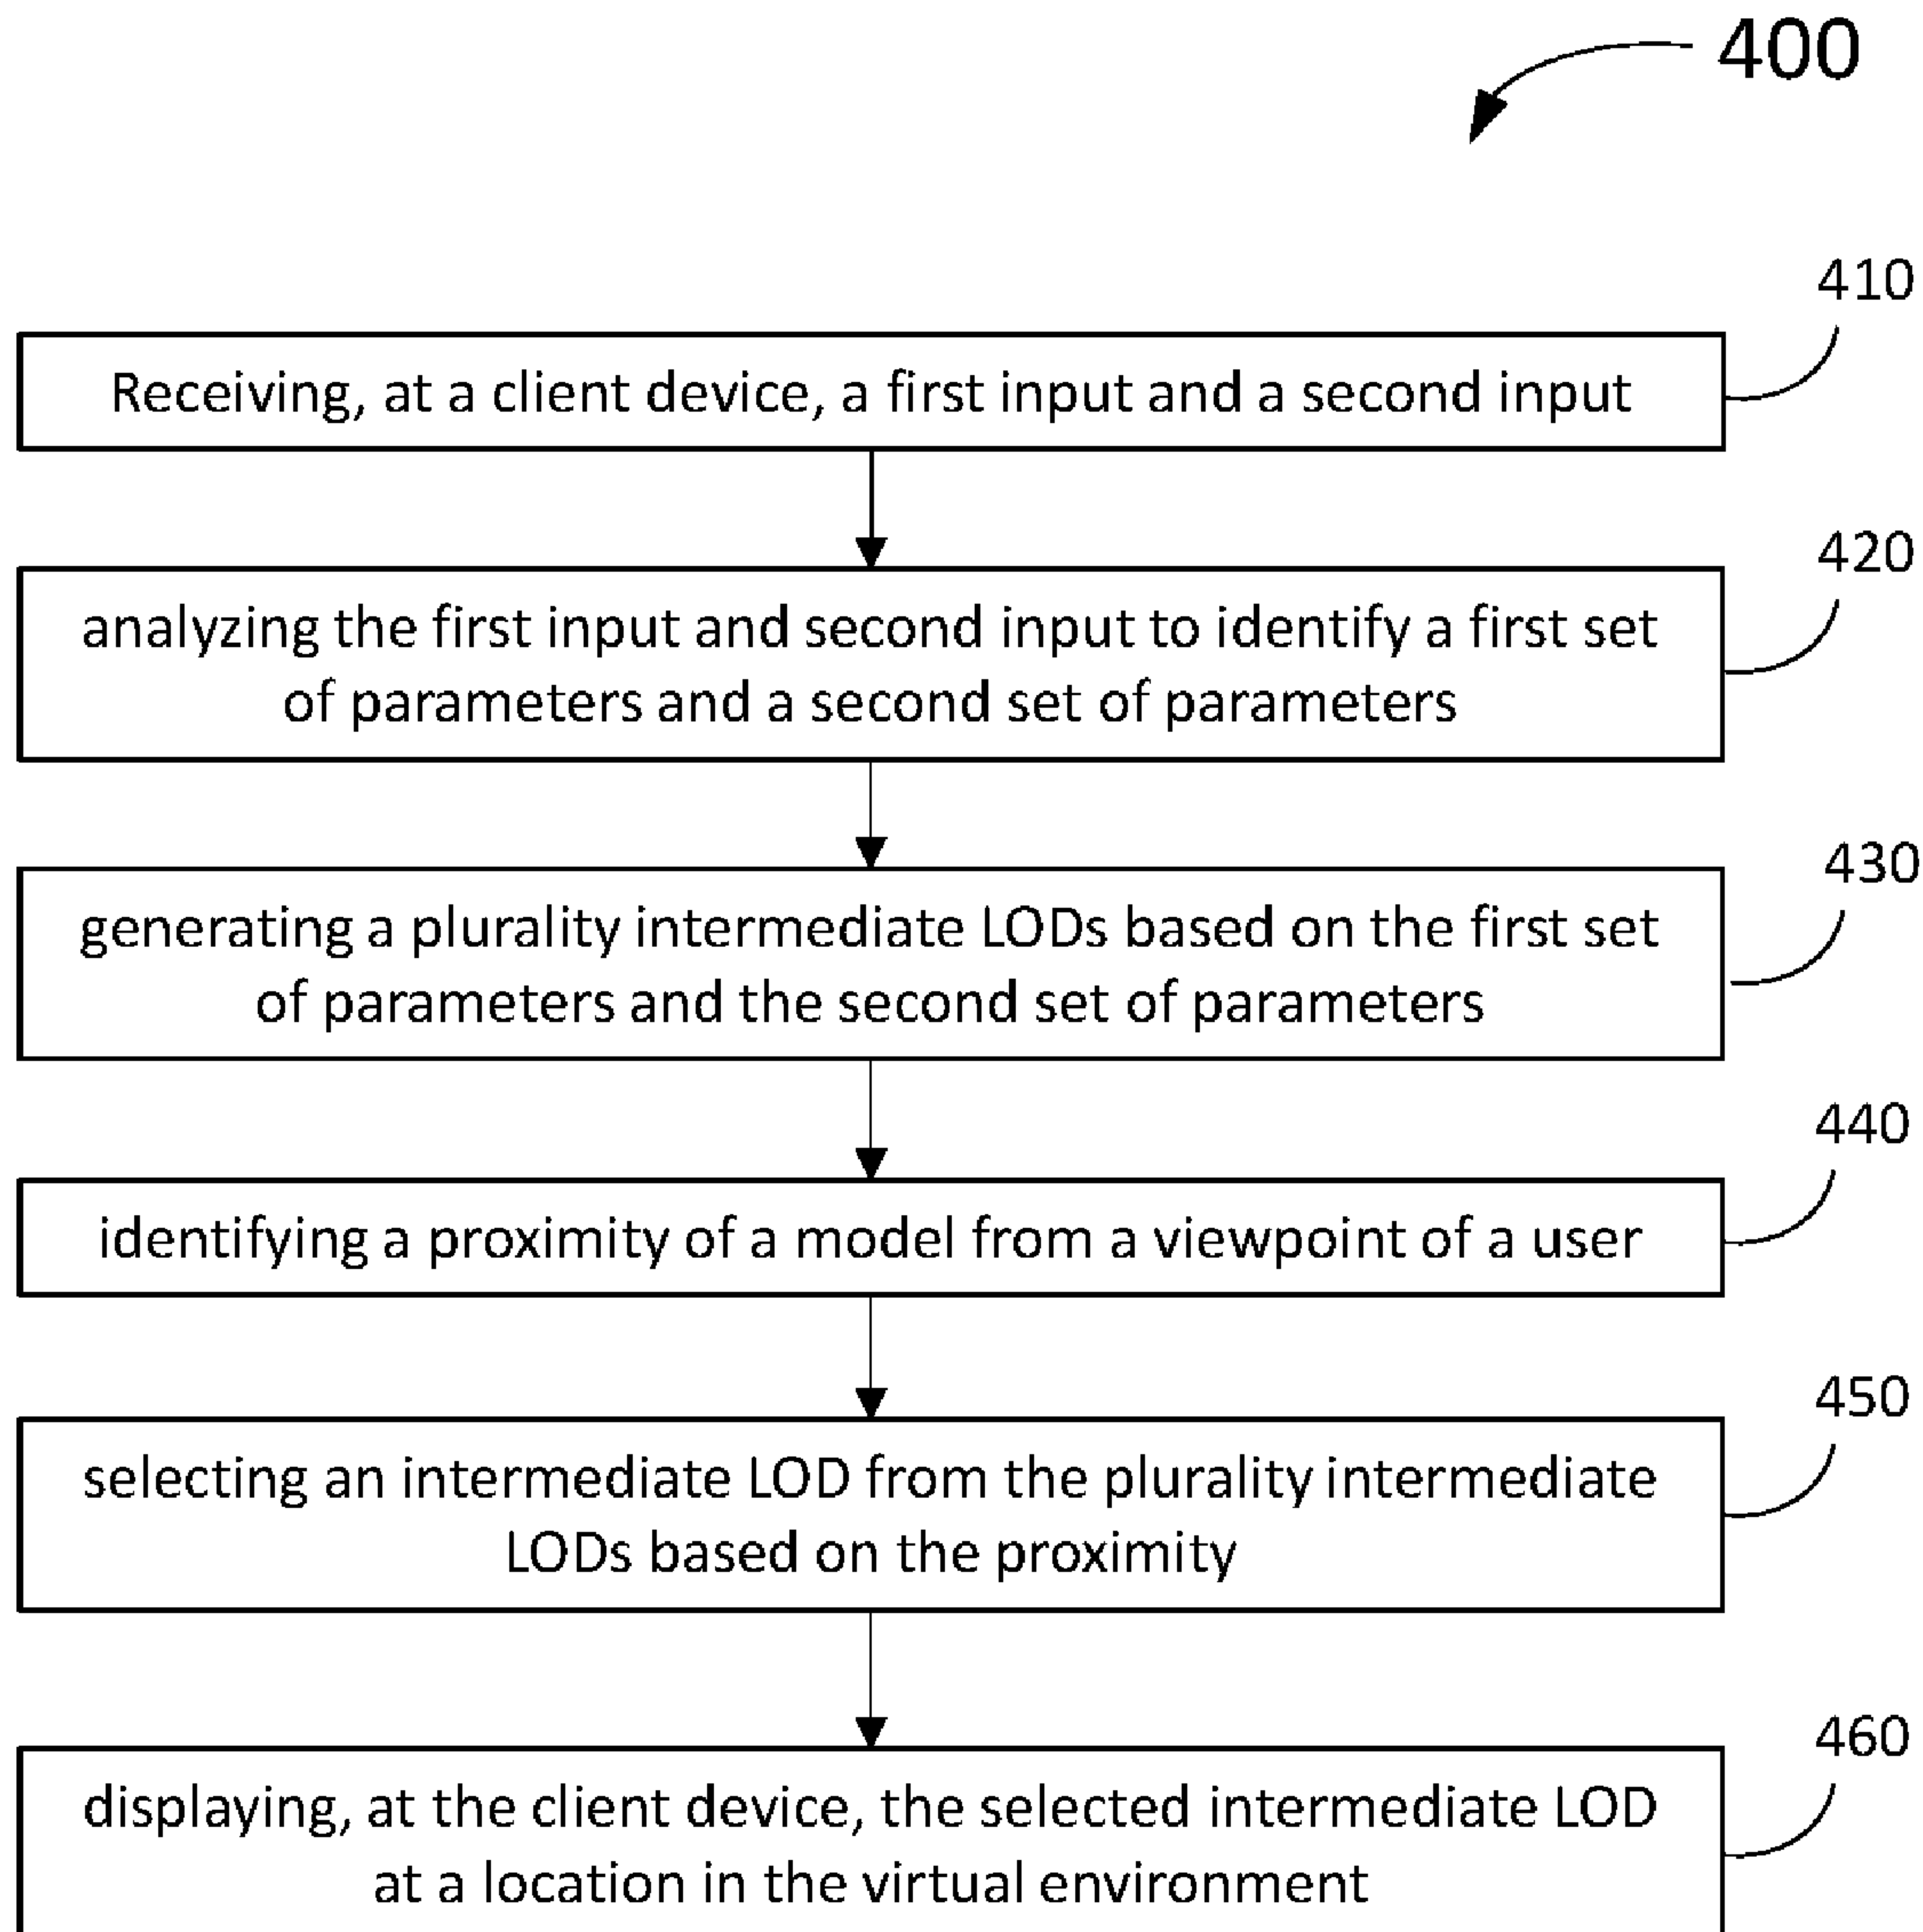 400
410
Receiving, at a client device, a first input and a second input
420
analyzing the first input and second input to identify a first set
of parameters and a second set of parameters
430
generating a plurality intermediate LODs based on the first set
of parameters and the second set of parameters
440
identifying a proximity of a model from a viewpoint of a user
450
selecting an intermediate LOD from the plurality intermediate
LODs based on the proximity
460
displaying, at the client device, the selected intermediate LOD
at a location in the virtual environment